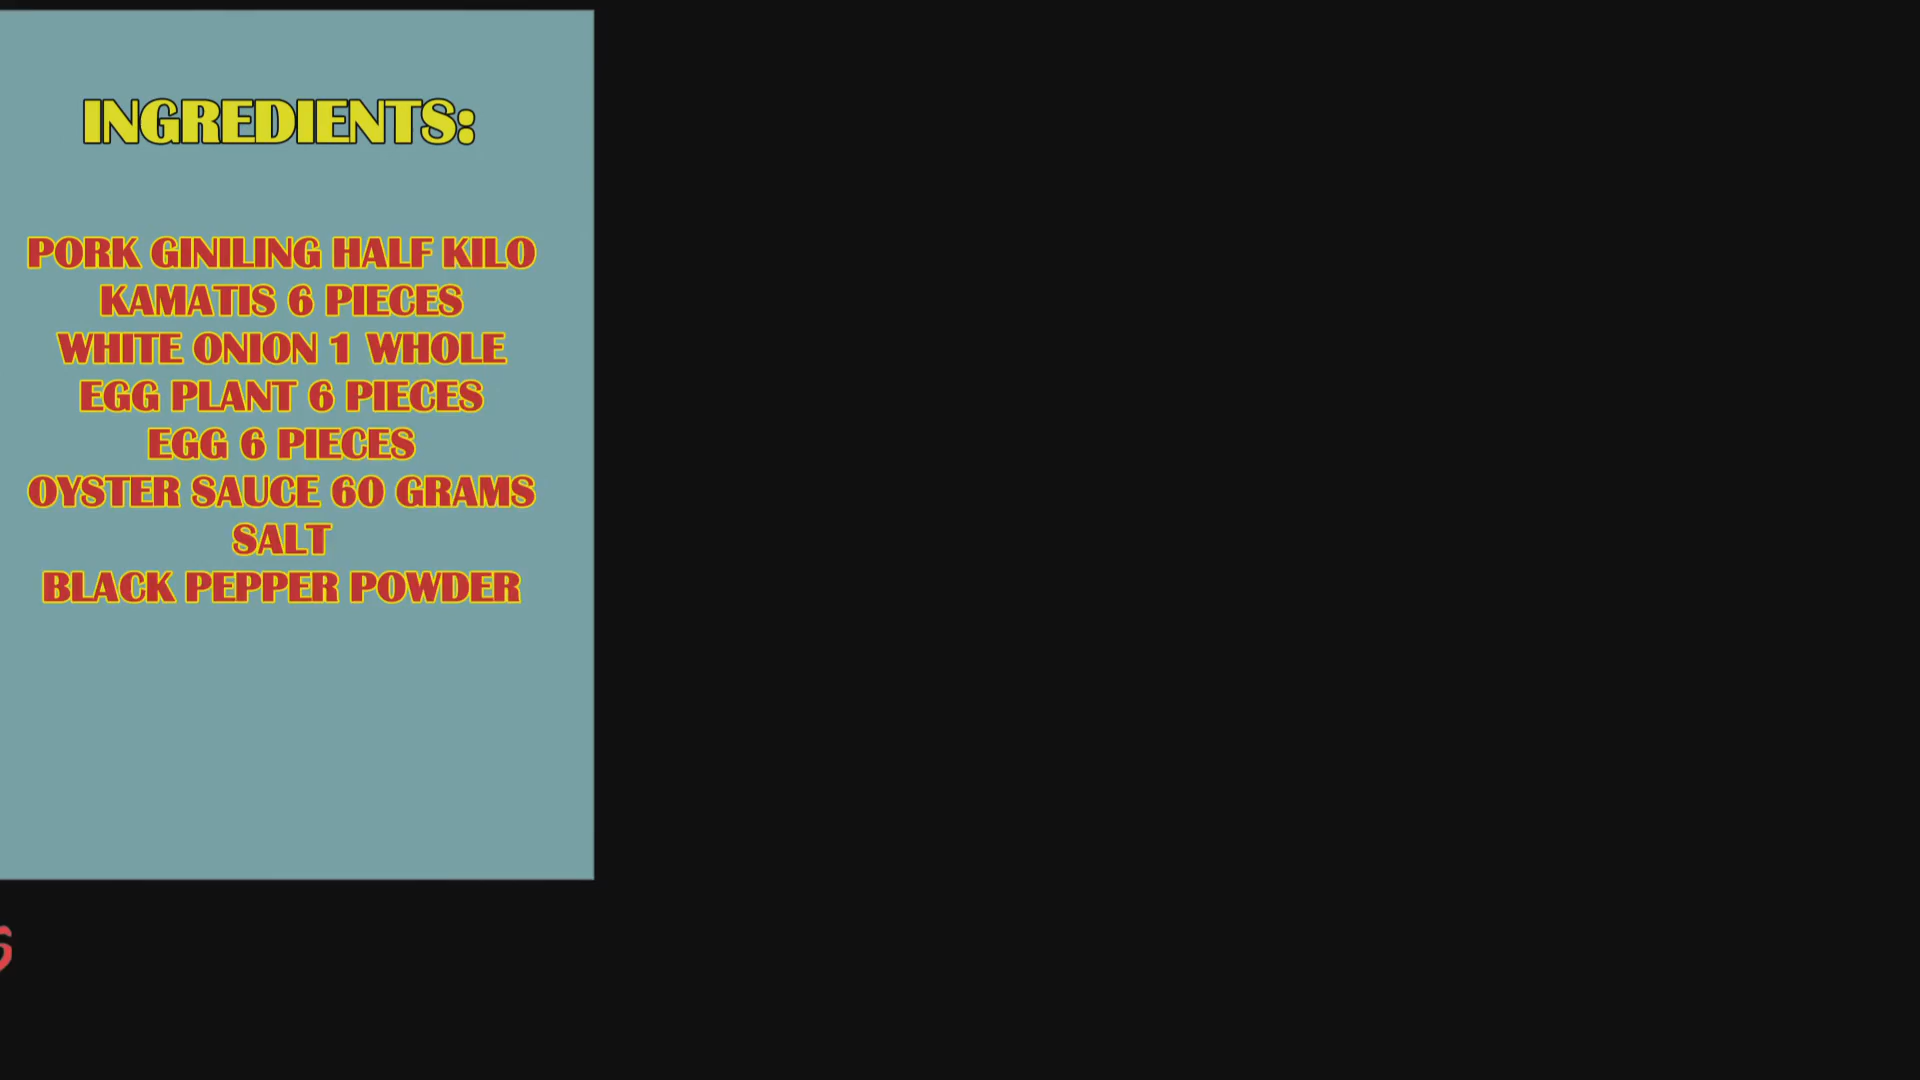 INGREDIENTS:
PORK GINILING HALF KILO
KAMATIS 6 PIECES
WHITE ONION 1 WHOLE
EGG PLANT 6 PIECES
EGG 6 PIECES
OYSTER SAUCE 60 GRAMS
SALT
BLACK PEPPER POWDER